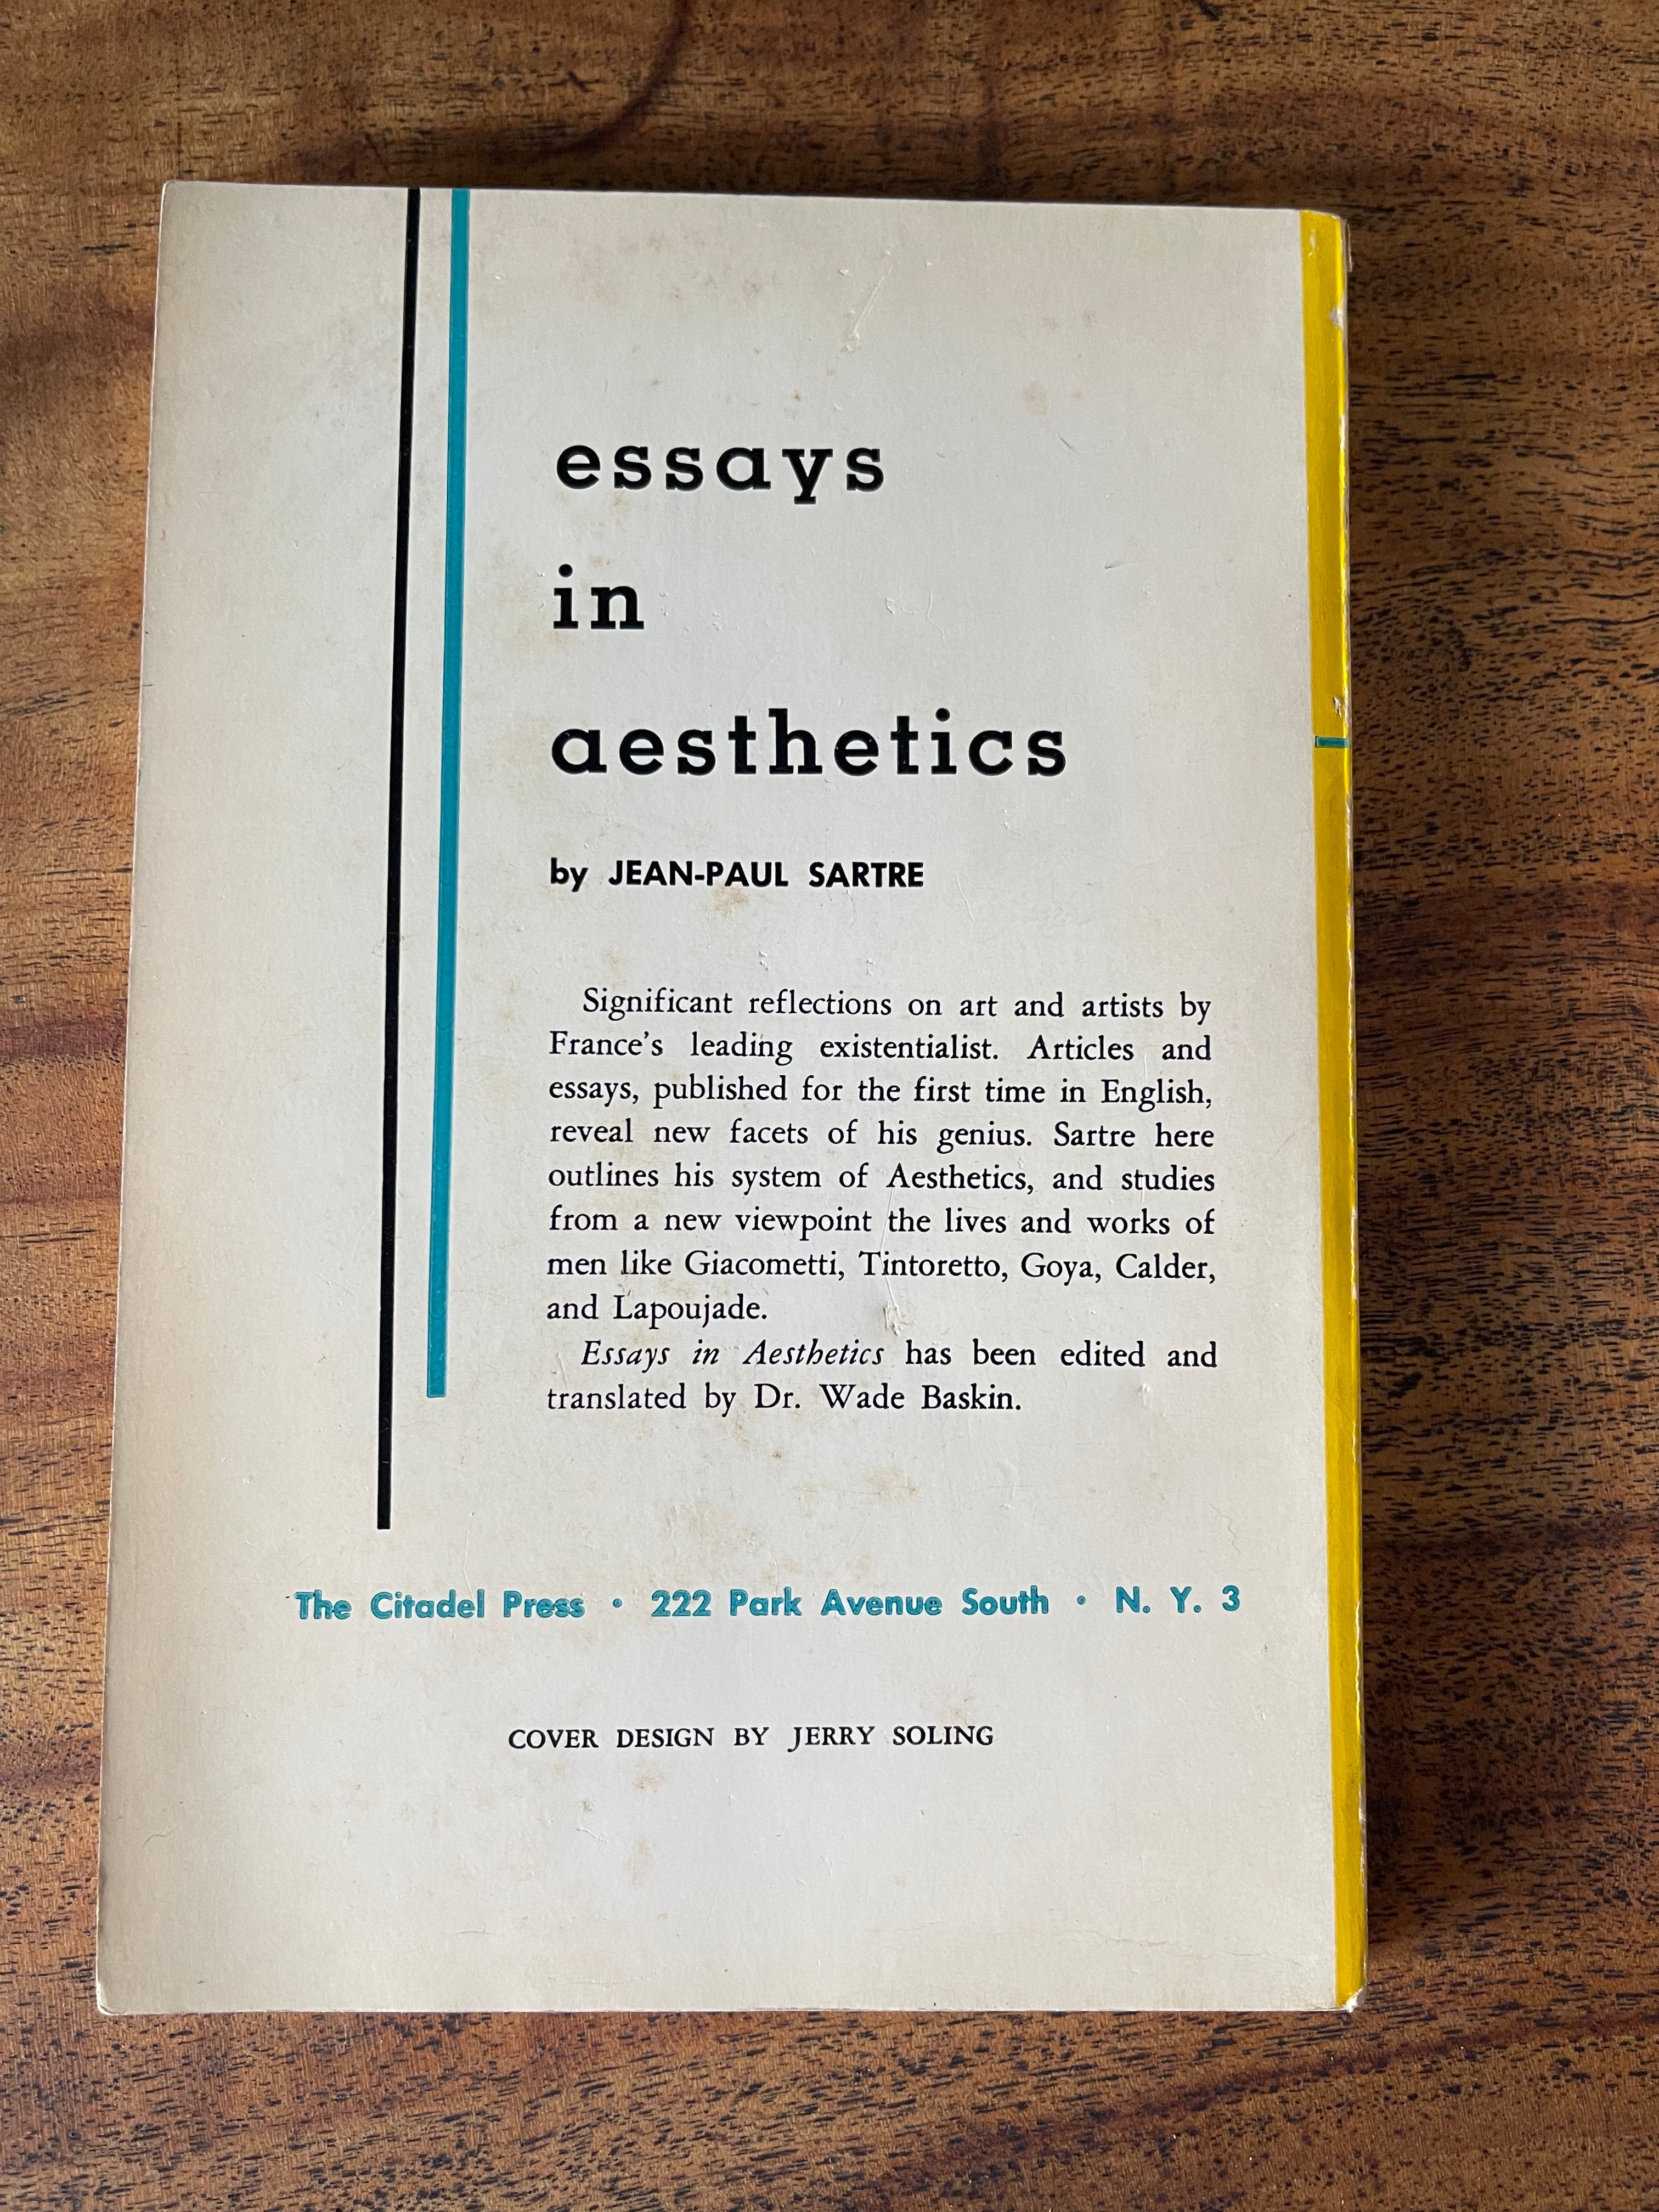 essays
in
aesthetics
by JEAN-PAUL SARTRE
Significant reflections on art and artists by
France's leading existentialist. Articles and
essays, published for the first time in English,
reveal new facets of his genius. Sartre here
outlines his system of Aesthetics, and studies
from a new viewpoint the lives and works of
men like Giacometti, Tintoretto, Goya, Calder,
and Lapoujade.
Essays in Aesthetics has been edited and
translated by Dr. Wade Baskin.
The Citadel Press • 222 Park Avenue South • N. Y. 3
COVER DESIGN BY JERRY SOLING